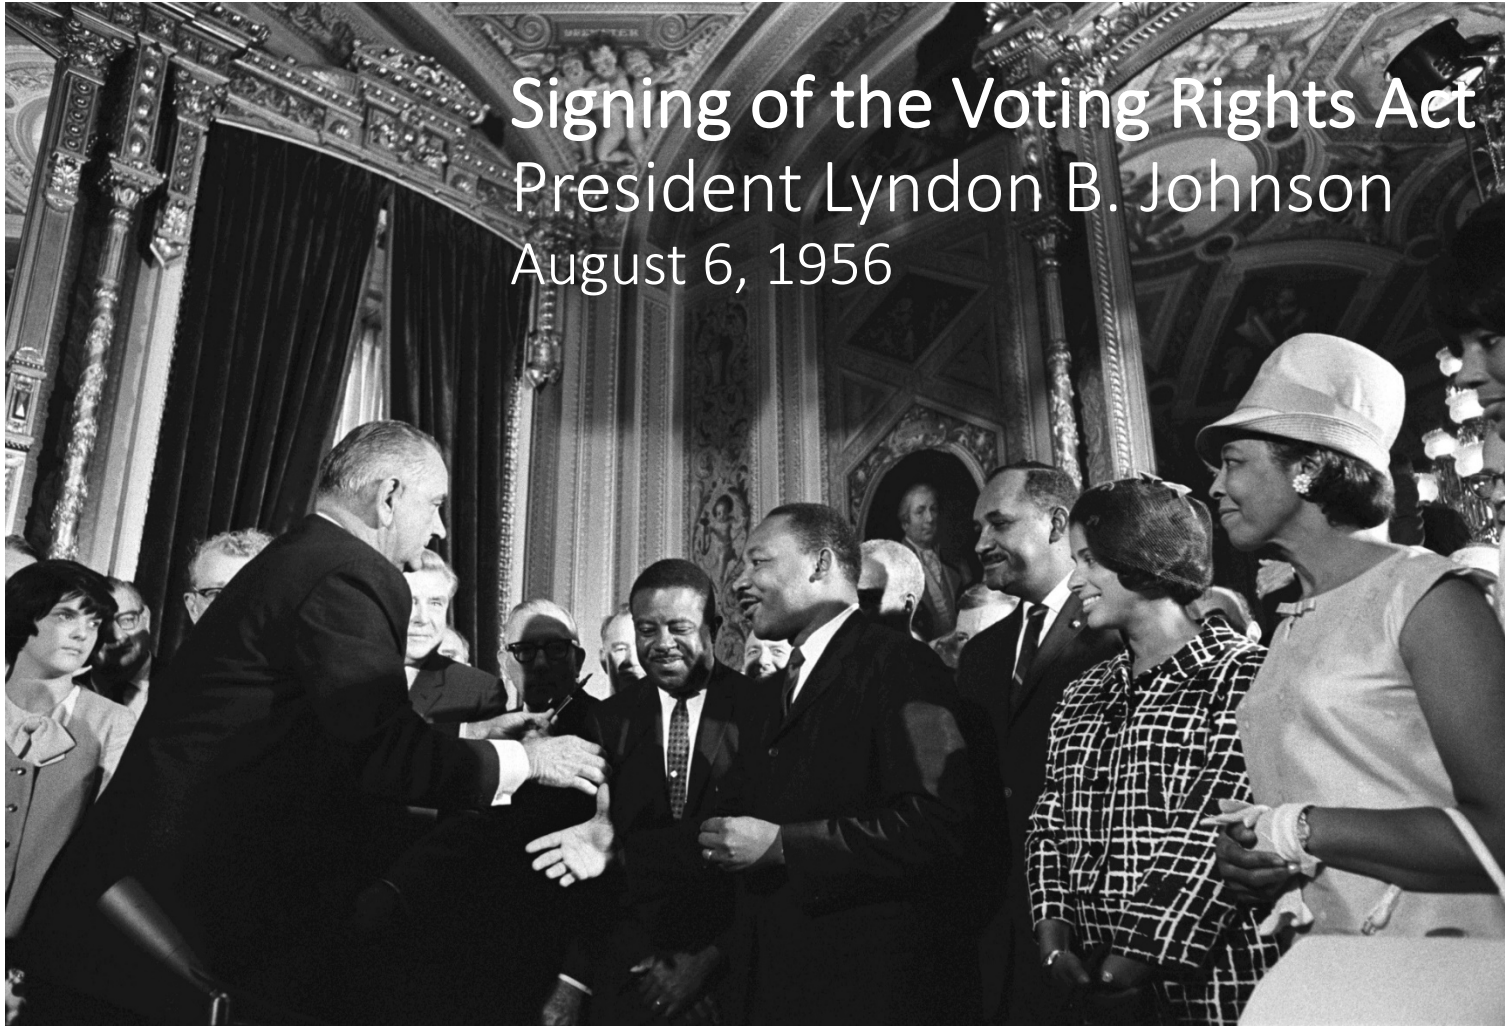 Signing of the Voting Rights Act
President Lyndon B. Johnson
August 6, 1956